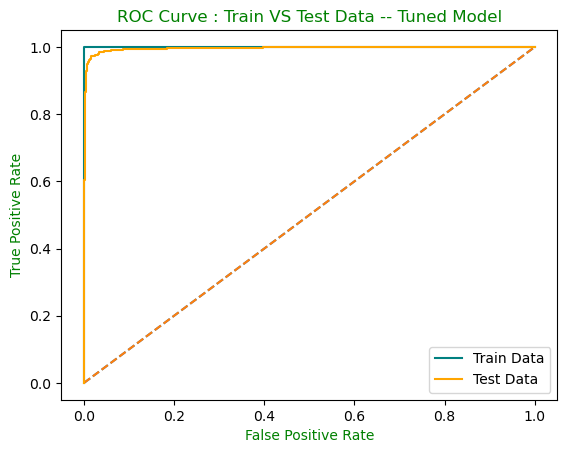 ROC Curve : Train VS Test Data -- Tuned Model
True Positive Rate
1.0
0.8
0.6
0.4
0.2
0.0
Train Data
Test Data
0.0 0.2 0.4 0.6 0.8 1.0
False Positive Rate